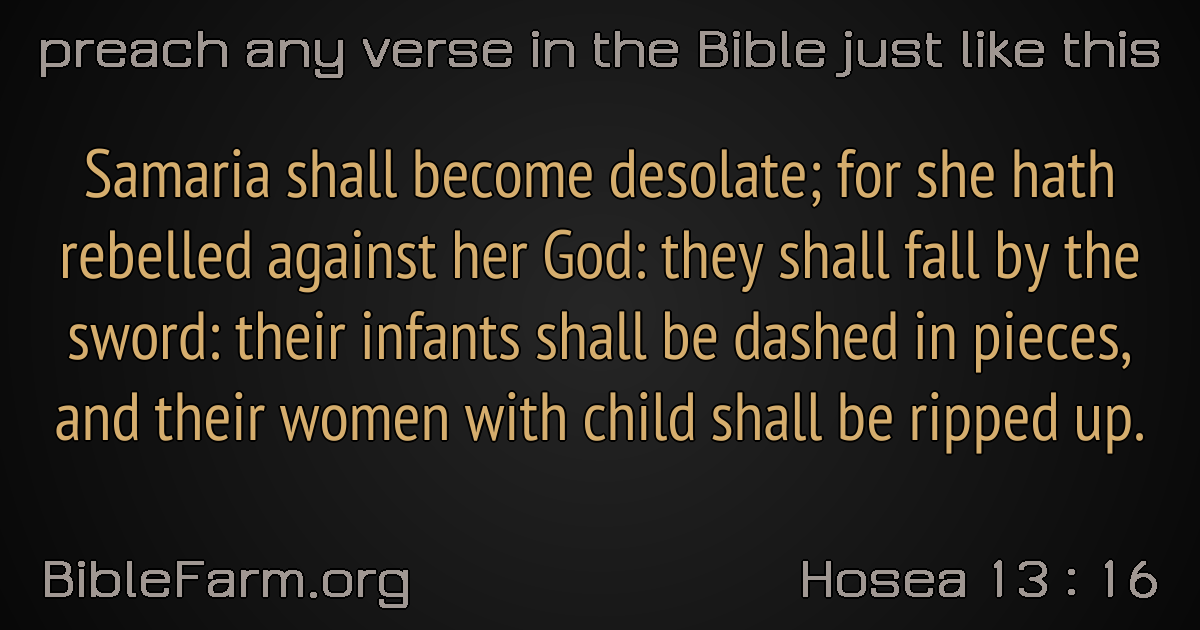 preach any verse in the Bible just like this
Samaria shall become desolate; for she hath
rebelled against her God: they shall fall by the
sword: their infants shall be dashed in pieces,
and their women with child shall be ripped up.
BibleFarm.org
Hosea 13 : 16